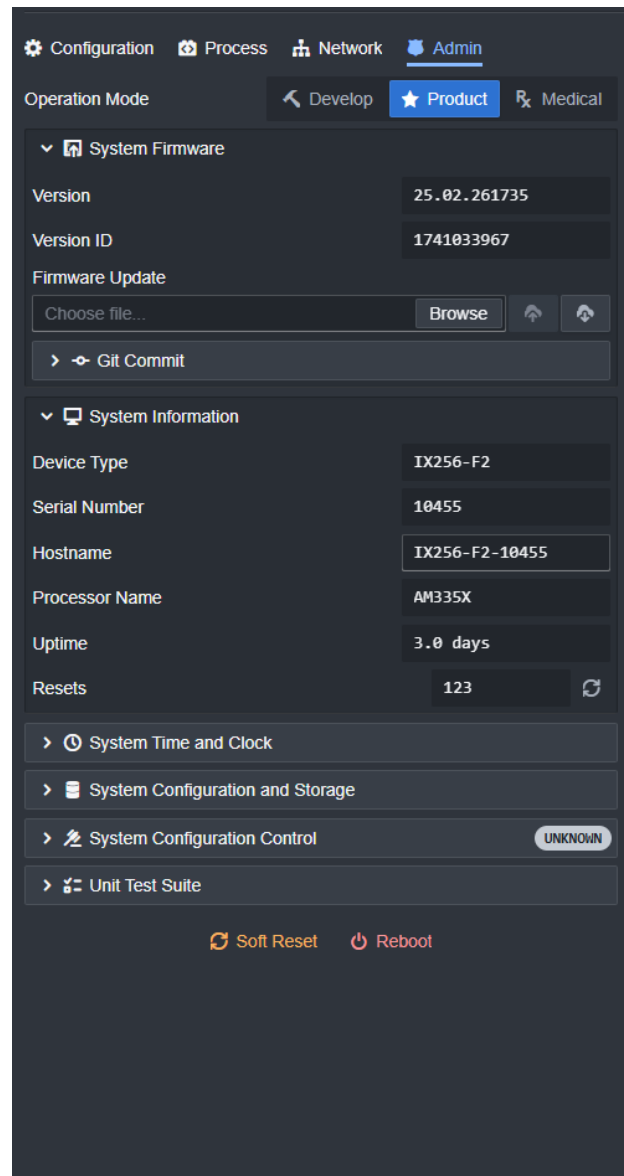 Configuration Process Network Admin
Operation Mode Develop Product Medical
System Firmware
Version 25.02.261735
Version ID 1741033967
Firmware Update
Choose file... Browse
Git Commit
System Information
Device Type IX256-F2
Serial Number 10455
Hostname IX256-F2-10455
Processor Name AM335X
Uptime 3.0 days
Resets 123
System Time and Clock
System Configuration and Storage
System Configuration Control UNKNOWN
Unit Test Suite
Soft Reset Reboot